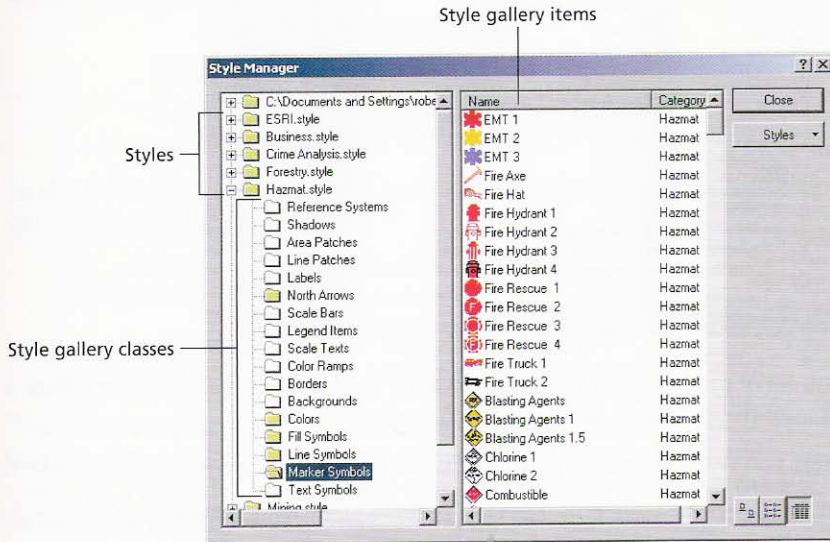 Style gallery items
Style Manager
C:\Documents and Settings\robe
ESRI.style
Business.style
Crime Analysis.style
Forestry.style
Hazmat.style
Reference Systems
Shadows
Area Patches
Line Patches
Labels
North Arrows
Scale Bars
Legend Items
Scale Texts
Color Ramps
Borders
Backgrounds
Colors
Fill Symbols
Line Symbols
Marker Symbols
Text Symbols
Mining.style
Styles
Style gallery classes
Name Category
EMT 1 Hazmat
EMT 2 Hazmat
EMT 3 Hazmat
Fire Axe Hazmat
Fire Hat Hazmat
Fire Hydrant 1 Hazmat
Fire Hydrant 2 Hazmat
Fire Hydrant 3 Hazmat
Fire Hydrant 4 Hazmat
Fire Rescue 1 Hazmat
Fire Rescue 2 Hazmat
Fire Rescue 3 Hazmat
Fire Rescue 4 Hazmat
Fire Truck 1 Hazmat
Fire Truck 2 Hazmat
Blasting Agents Hazmat
Blasting Agents 1 Hazmat
Blasting Agents 1.5 Hazmat
Chlorine 1 Hazmat
Chlorine 2 Hazmat
Combustible Hazmat
Close
Styles